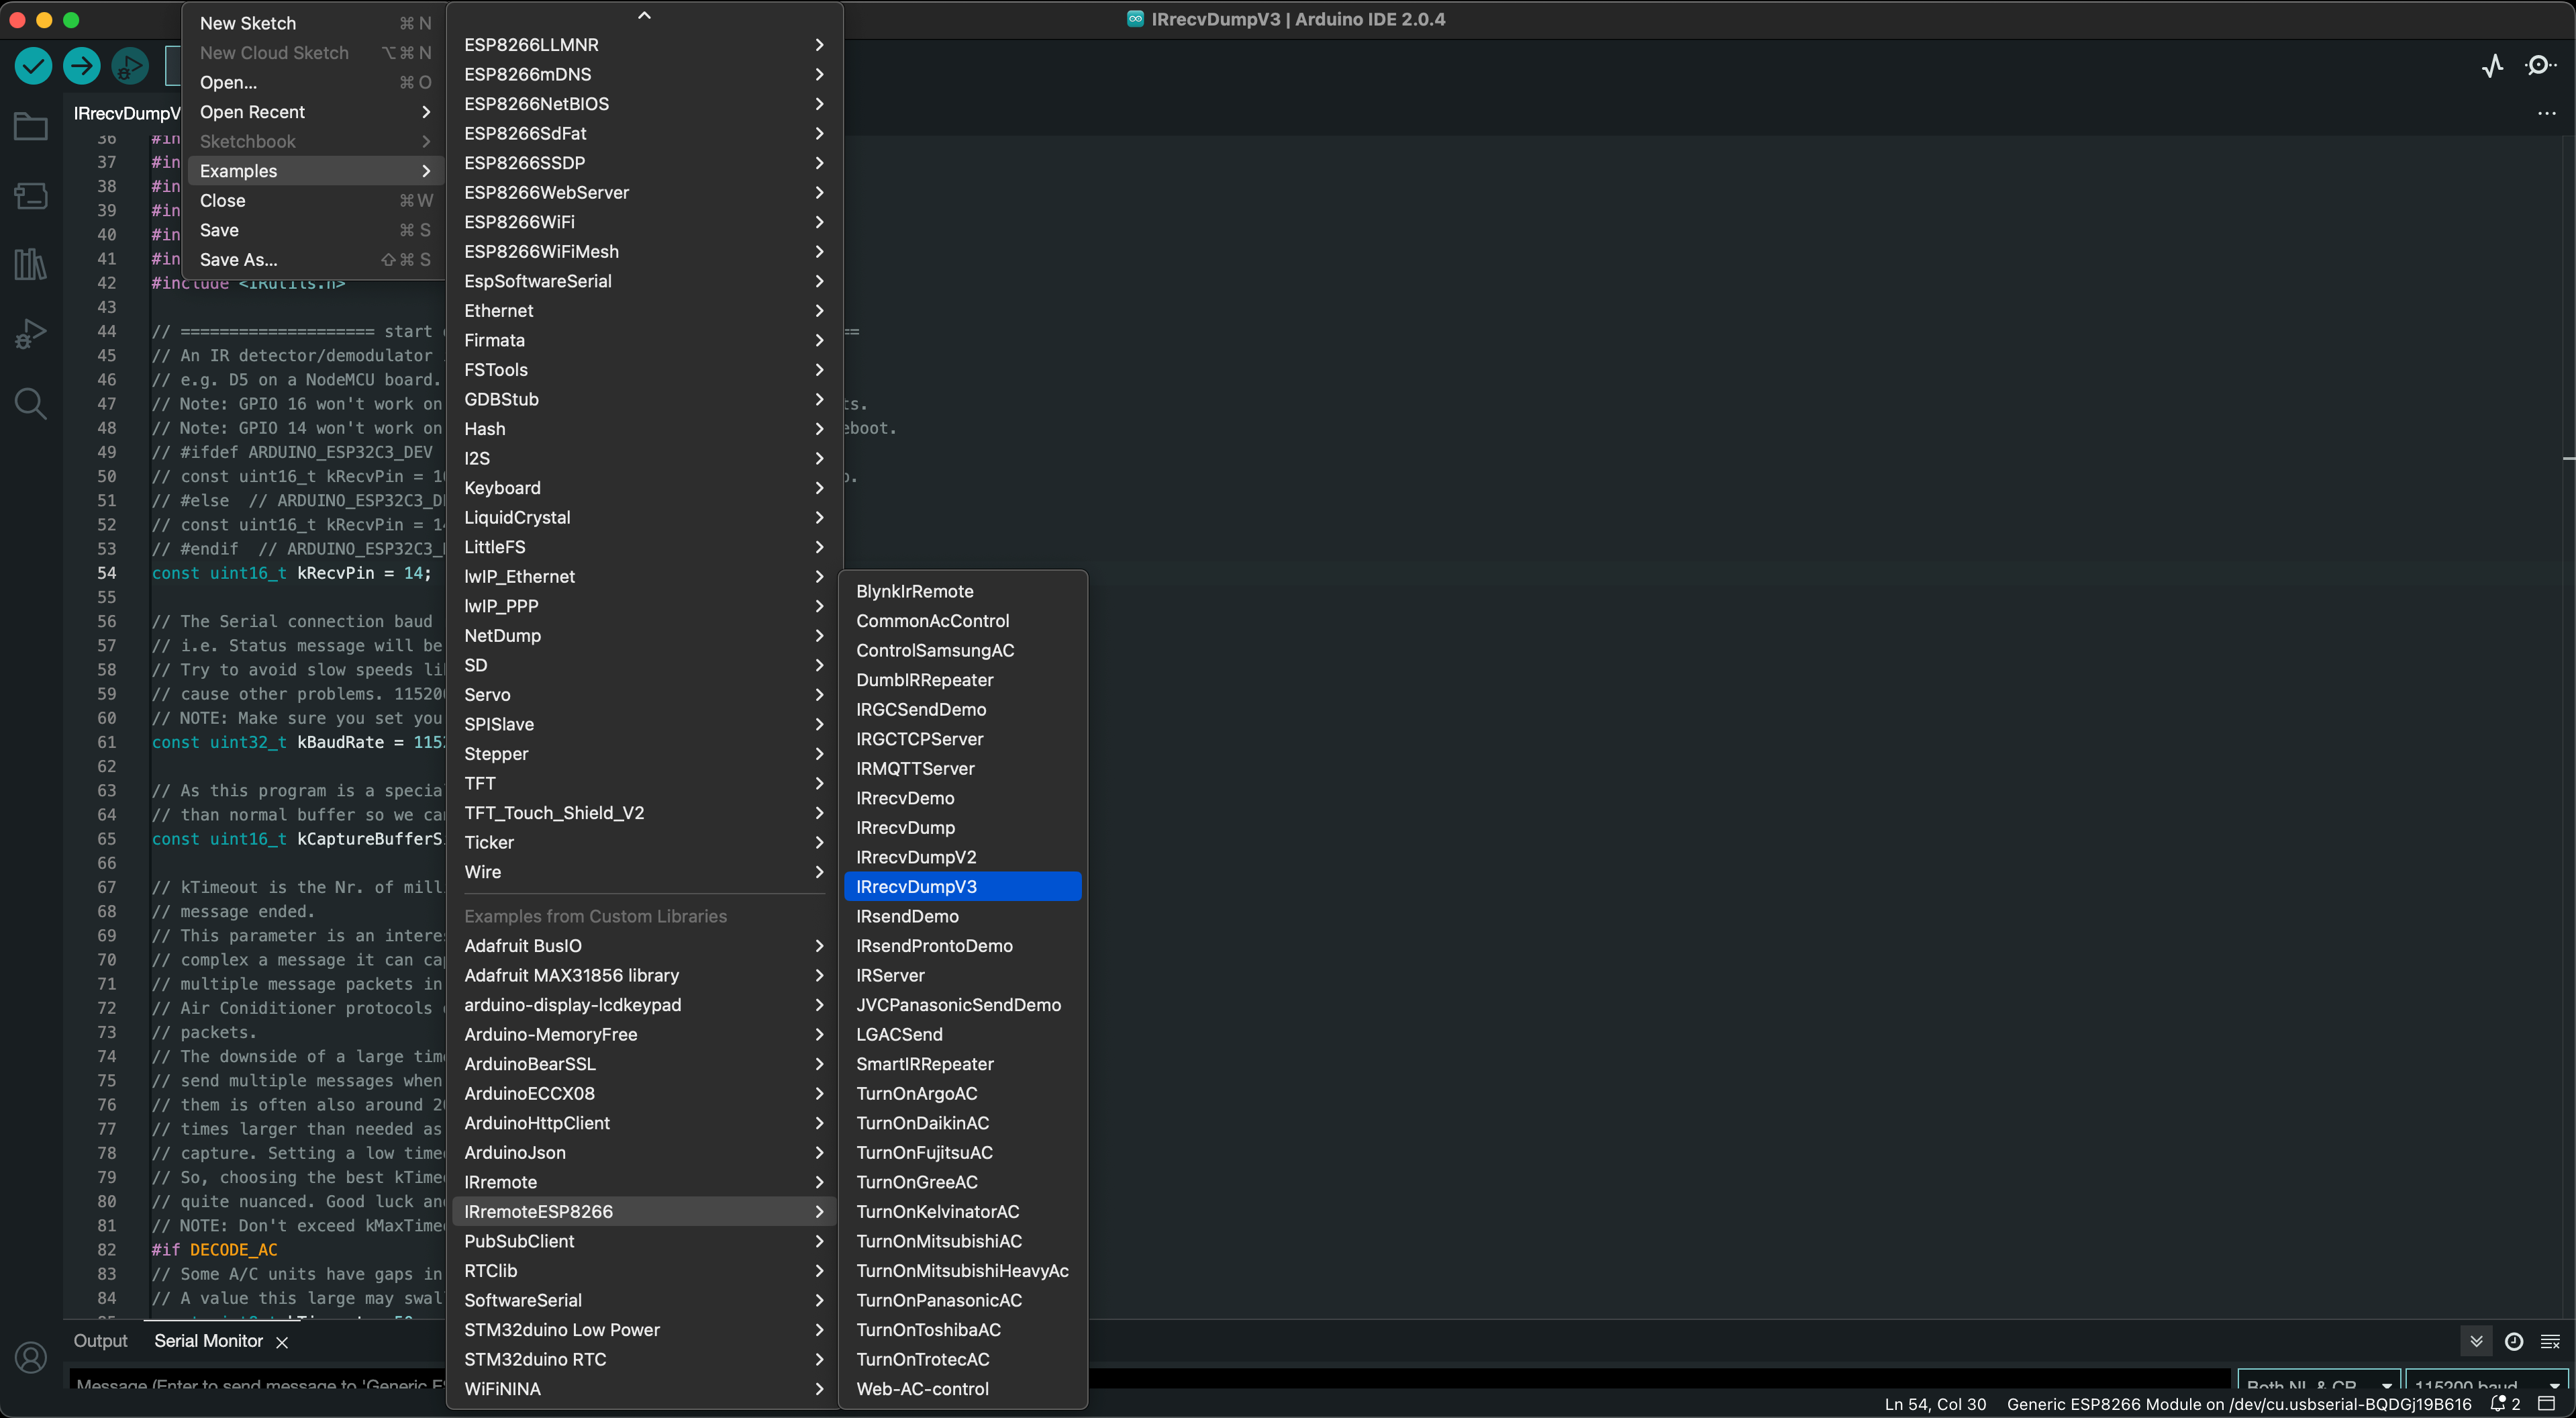 IRrecvDumpV3 | Arduino IDE 2.0.4
New Sketch ⌘ N
New Cloud Sketch ⌥ ⌘ N
Open... ⌘ O
Open Recent
Sketchbook
Examples
Close ⌘ W
Save ⌘ S
Save As... ⇧ ⌘ S
ESP8266LLMNR
ESP8266mDNS
ESP8266NetBIOS
ESP8266SdFat
ESP8266SSDP
ESP8266WebServer
ESP8266WiFi
ESP8266WiFiMesh
EspSoftwareSerial
Ethernet
Firmata
FSTools
GDBStub
Hash
I2S
Keyboard
LiquidCrystal
LittleFS
lwIP_Ethernet
lwIP_PPP
NetDump
SD
Servo
SPISlave
Stepper
TFT
TFT_Touch_Shield_V2
Ticker
Wire
Examples from Custom Libraries
Adafruit BusIO
Adafruit MAX31856 library
arduino-display-lcdkeypad
Arduino-MemoryFree
ArduinoBearSSL
ArduinoECCX08
ArduinoHttpClient
ArduinoJson
IRremote
IRremoteESP8266
PubSubClient
RTClib
SoftwareSerial
STM32duino Low Power
STM32duino RTC
WiFiNINA
BlynkIrRemote
CommonAcControl
ControlSamsungAC
DumbIRRepeater
IRGCSendDemo
IRGCTCPServer
IRMQTTServer
IRrecvDemo
IRrecvDump
IRrecvDumpV2
IRrecvDumpV3
IRsendDemo
IRsendProntoDemo
IRServer
JVCPanasonicSendDemo
LGACSend
SmartIRRepeater
TurnOnArgoAC
TurnOnDaikinAC
TurnOnFujitsuAC
TurnOnGreeAC
TurnOnKelvinatorAC
TurnOnMitsubishiAC
TurnOnMitsubishiHeavyAc
TurnOnPanasonicAC
TurnOnToshibaAC
TurnOnTrotecAC
Web-AC-control
IRrecvDumpV
36 #in
37 #in
38 #in
39 #in
40 #in
41 #in
42 #include <IRutils.h>
43
44 // ==================== start ==
45 // An IR detector/demodulator
46 // e.g. D5 on a NodeMCU board.
47 // Note: GPIO 16 won't work on ts.
48 // Note: GPIO 14 won't work on eboot.
49 // #ifdef ARDUINO_ESP32C3_DEV
50 // const uint16_t kRecvPin = 10
51 // #else // ARDUINO_ESP32C3_D
52 // const uint16_t kRecvPin = 14
53 // #endif // ARDUINO_ESP32C3_
54 const uint16_t kRecvPin = 14;
55
56 // The Serial connection baud
57 // i.e. Status message will be
58 // Try to avoid slow speeds li
59 // cause other problems. 11520
60 // NOTE: Make sure you set you
61 const uint32_t kBaudRate = 115
62
63 // As this program is a special
64 // than normal buffer so we ca
65 const uint16_t kCaptureBufferS
66
67 // kTimeout is the Nr. of mill
68 // message ended.
69 // This parameter is an intere
70 // complex a message it can ca
71 // multiple message packets in
72 // Air Conditioner protocols
73 // packets.
74 // The downside of a large tim
75 // send multiple messages when
76 // them is often also around 2
77 // times larger than needed as
78 // capture. Setting a low time
79 // So, choosing the best kTime
80 // quite nuanced. Good luck an
81 // NOTE: Don't exceed kMaxTime
82 #if DECODE_AC
83 // Some A/C units have gaps in
84 // A value this large may swal
Output Serial Monitor
Message (Enter to send message to 'Generic ES
Both NL & CR 115200 baud
Ln 54, Col 30 Generic ESP8266 Module on /dev/cu.usbserial-BQDGj19B616 2